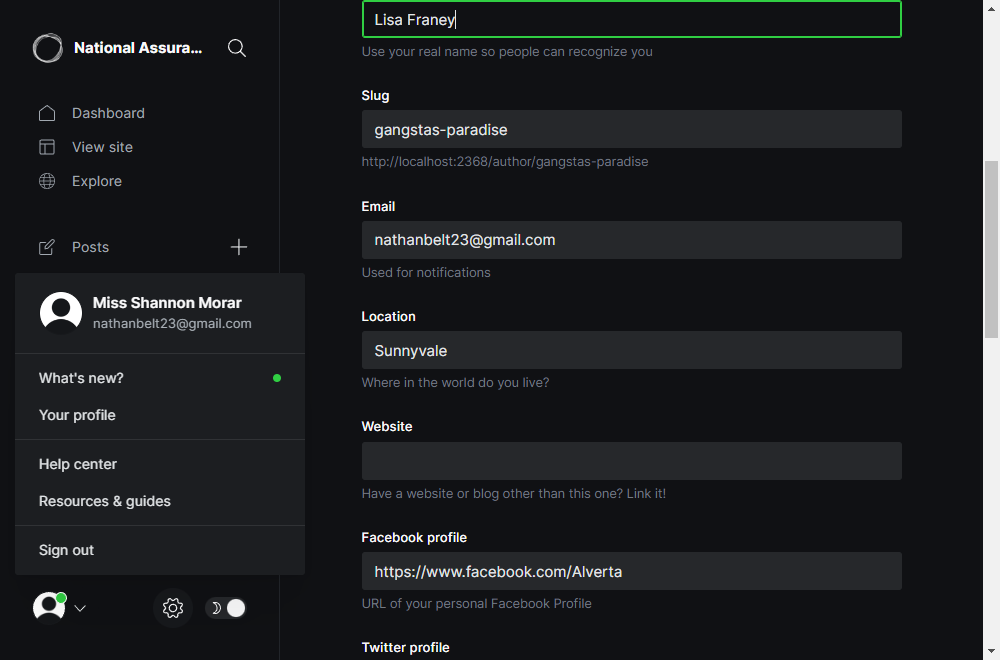 National Assura...
Dashboard
View site
Explore
Posts
Miss Shannon Morar
nathanbelt23@gmail.com
What's new?
Your profile
Help center
Resources & guides
Sign out
Lisa Franey
Use your real name so people can recognize you
Slug
gangstas-paradise
http://localhost:2368/author/gangstas-paradise
Email
nathanbelt23@gmail.com
Used for notifications
Location
Sunnyvale
Where in the world do you live?
Website
Have a website or blog other than this one? Link it!
Facebook profile
https://www.facebook.com/Alverta
URL of your personal Facebook Profile
Twitter profile